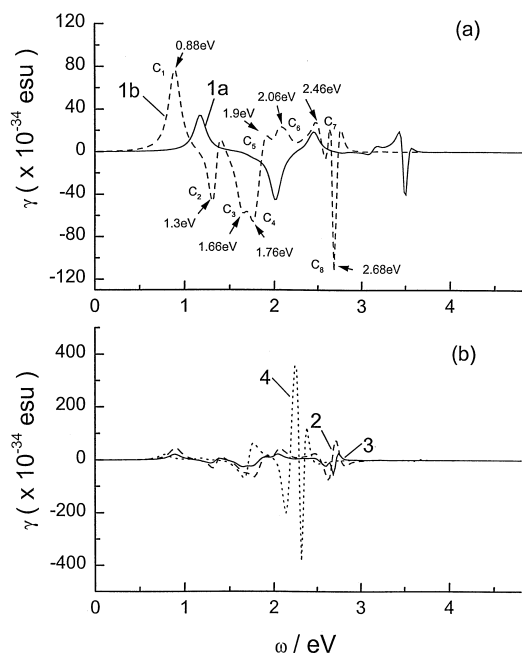 (a)
120
80
40
0
-40
-80
-120
γ ( x 10⁻³⁴ esu)
C₁
0.88eV
1b
1a
1.9eV
2.06eV
2.46eV
C₅
C₆
C₇
C₂
1.3eV
C₃
C₄
1.66eV
1.76eV
C₈
2.68eV
0 1 2 3 4
(b)
400
200
0
-200
-400
γ ( x 10⁻³⁴ esu)
4
2
3
0 1 2 3 4
ω / eV